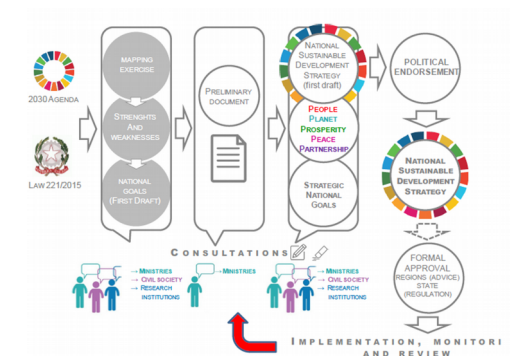 2030 AGENDA
LAW 221/2015
MAPPING
EXERCISE
STRENGHTS
AND
WEAKNESSES
NATIONAL
GOALS
(FIRST DRAFT)
PRELIMINARY
DOCUMENT
NATIONAL
SUSTAINABLE
DEVELOPMENT
STRATEGY
(first draft)
PEOPLE
PLANET
PROSPERITY
PEACE
PARTNERSHIP
STRATEGIC
NATIONAL
GOALS
POLITICAL
ENDORSEMENT
NATIONAL
SUSTAINABLE
DEVELOPMENT
STRATEGY
FORMAL
APPROVAL
REGIONS (ADVICE)
STATE
(REGULATION)
CONSULTATIONS
→ MINISTRIES
→ CIVIL SOCIETY
→ RESEARCH
INSTITUTIONS
→ MINISTRIES
→ MINISTRIES
→ CIVIL SOCIETY
→ RESEARCH
INSTITUTIONS
IMPLEMENTATION, MONITORI
AND REVIEW